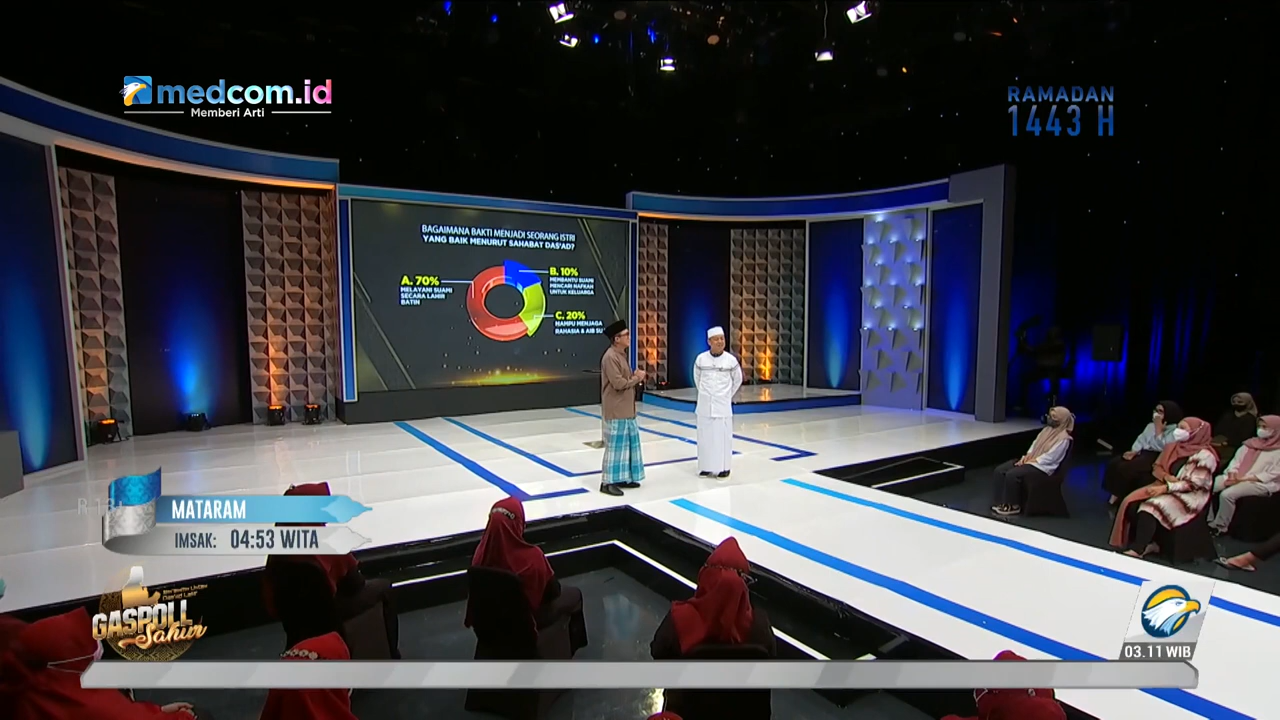 medcom.id
Memberi Arti
RAMADAN
1443 H
BAGAIMANA BAKTI MENJADI SEORANG ISTRI
YANG BAIK MENURUT SAHABAT DAS'AD?
A. 70%
MELAYANI SUAMI
SECARA LAHIR
BATIN
B. 10%
MEMBANTU SUAMI
MENCARI NAFKAH
UNTUK KELUARGA
C. 20%
MAMPU MENJAGA
RAHASIA & AIB SU
MATARAM
IMSAK: 04:53 WITA
GASPOLL
Sahur
03.11 WIB